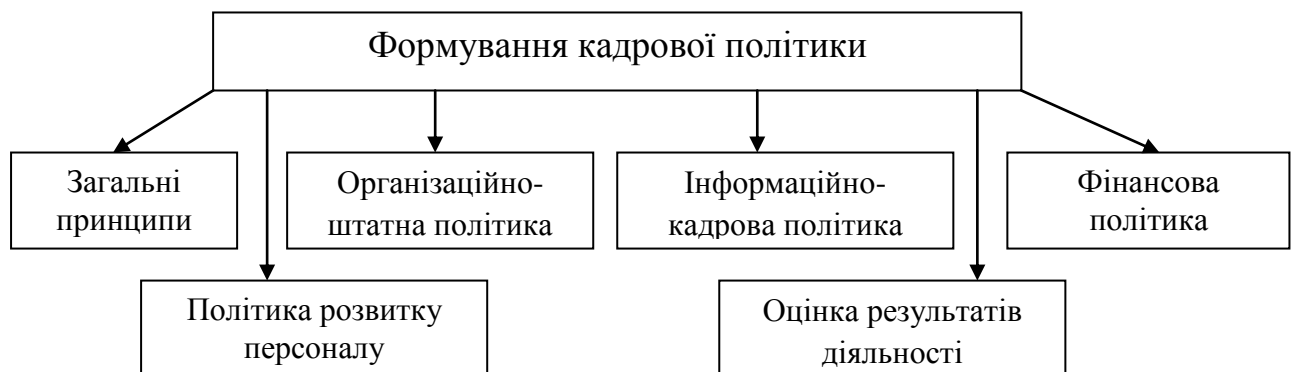 Формування кадрової політики
Загальні
принципи
Організаційно-
штатна політика
Інформаційно-
кадрова політика
Фінансова
політика
Політика розвитку
персоналу
Оцінка результатів
діяльності